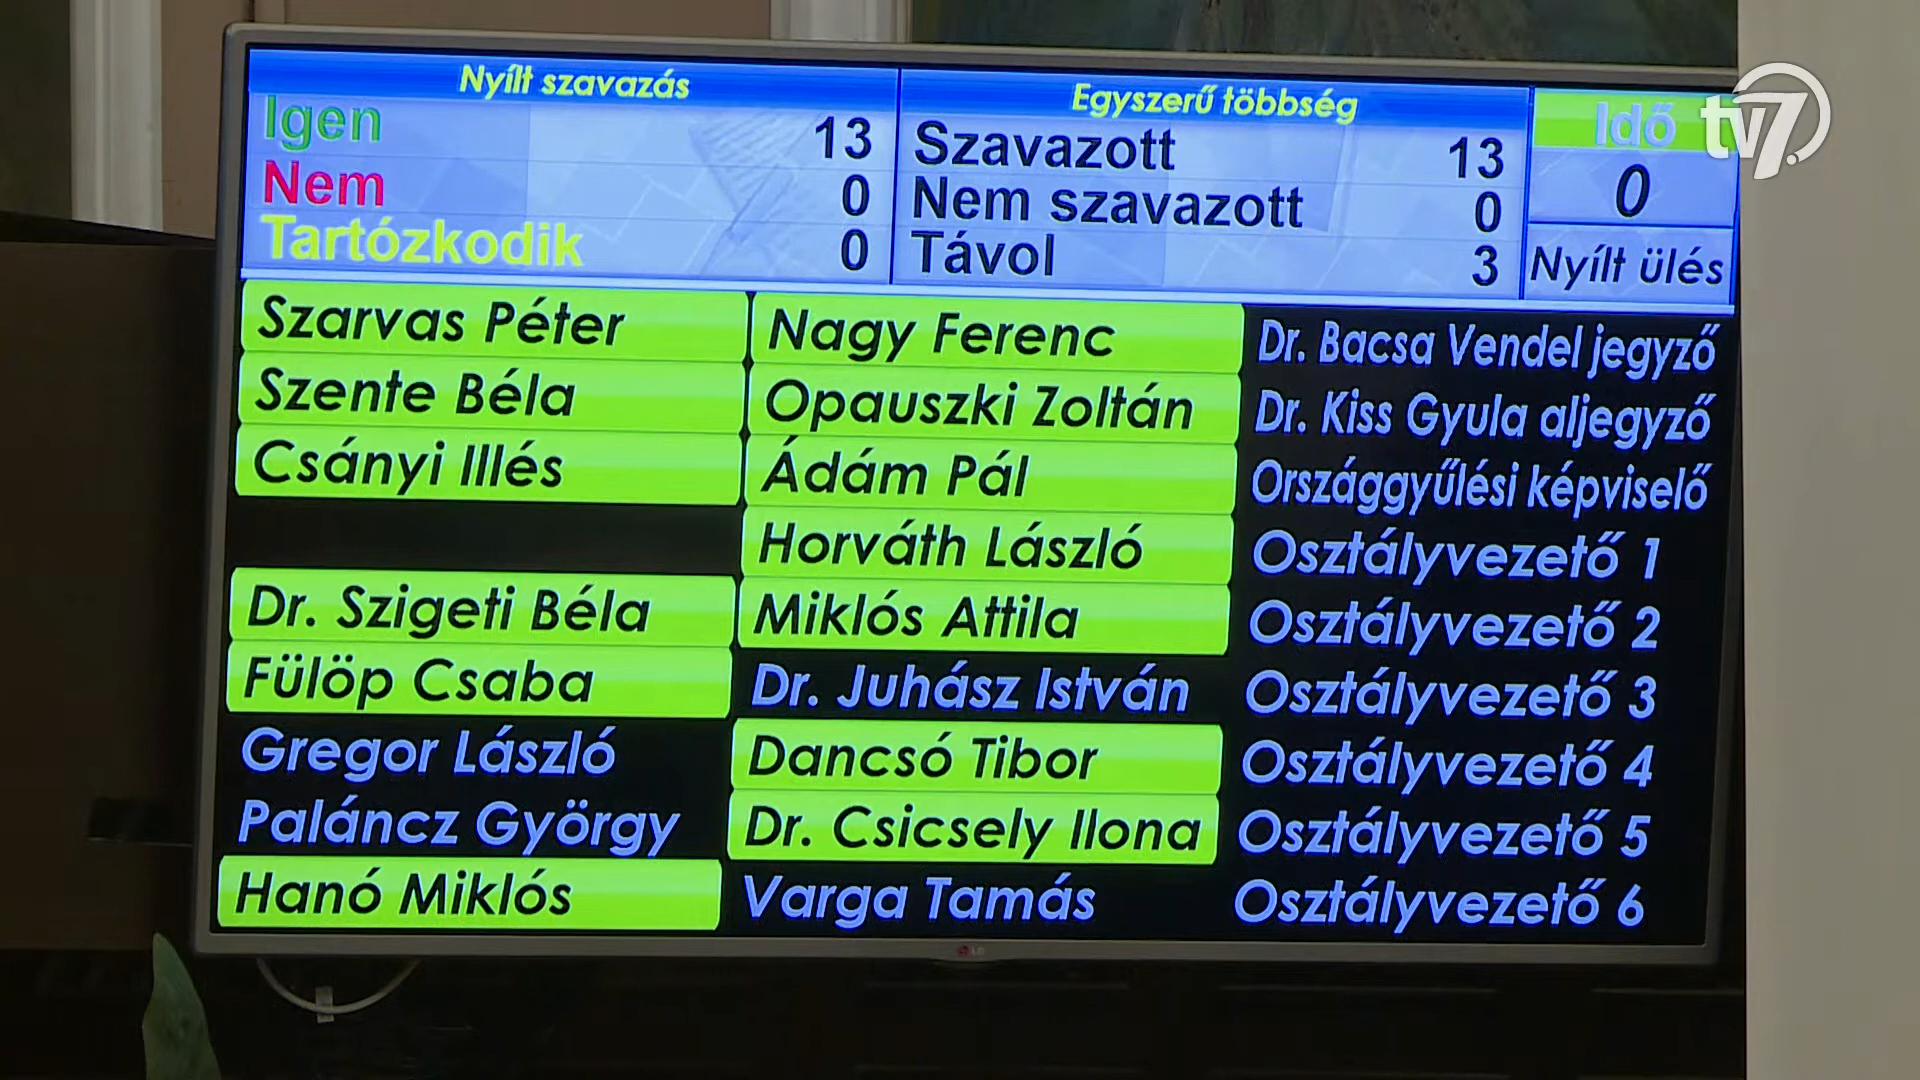 Nyílt szavazás
Igen 13
Nem 0
Tartózkodik 0
Egyszerű többség
Szavazott 13
Nem szavazott 0
Távol 3
Idő
0
Nyílt ülés
tv7
Szarvas Péter
Szente Béla
Csányi Illés
Dr. Szigeti Béla
Fülöp Csaba
Gregor László
Paláncz György
Hanó Miklós
Nagy Ferenc
Opauszki Zoltán
Ádám Pál
Horváth László
Miklós Attila
Dr. Juhász István
Dancsó Tibor
Dr. Csicsely Ilona
Varga Tamás
Dr. Bacsa Vendel jegyző
Dr. Kiss Gyula aljegyző
Országgyűlési képviselő
Osztályvezető 1
Osztályvezető 2
Osztályvezető 3
Osztályvezető 4
Osztályvezető 5
Osztályvezető 6
LG